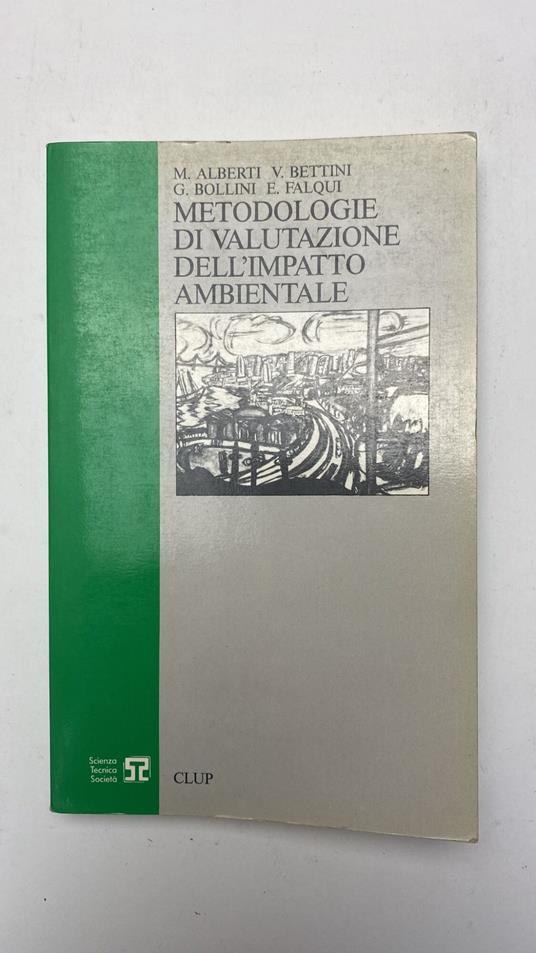 M. ALBERTI V. BETTINI
G. BOLLINI E. FALQUI
METODOLOGIE
DI VALUTAZIONE
DELL'IMPATTO
AMBIENTALE
Scienza
Tecnica
Società
CLUP